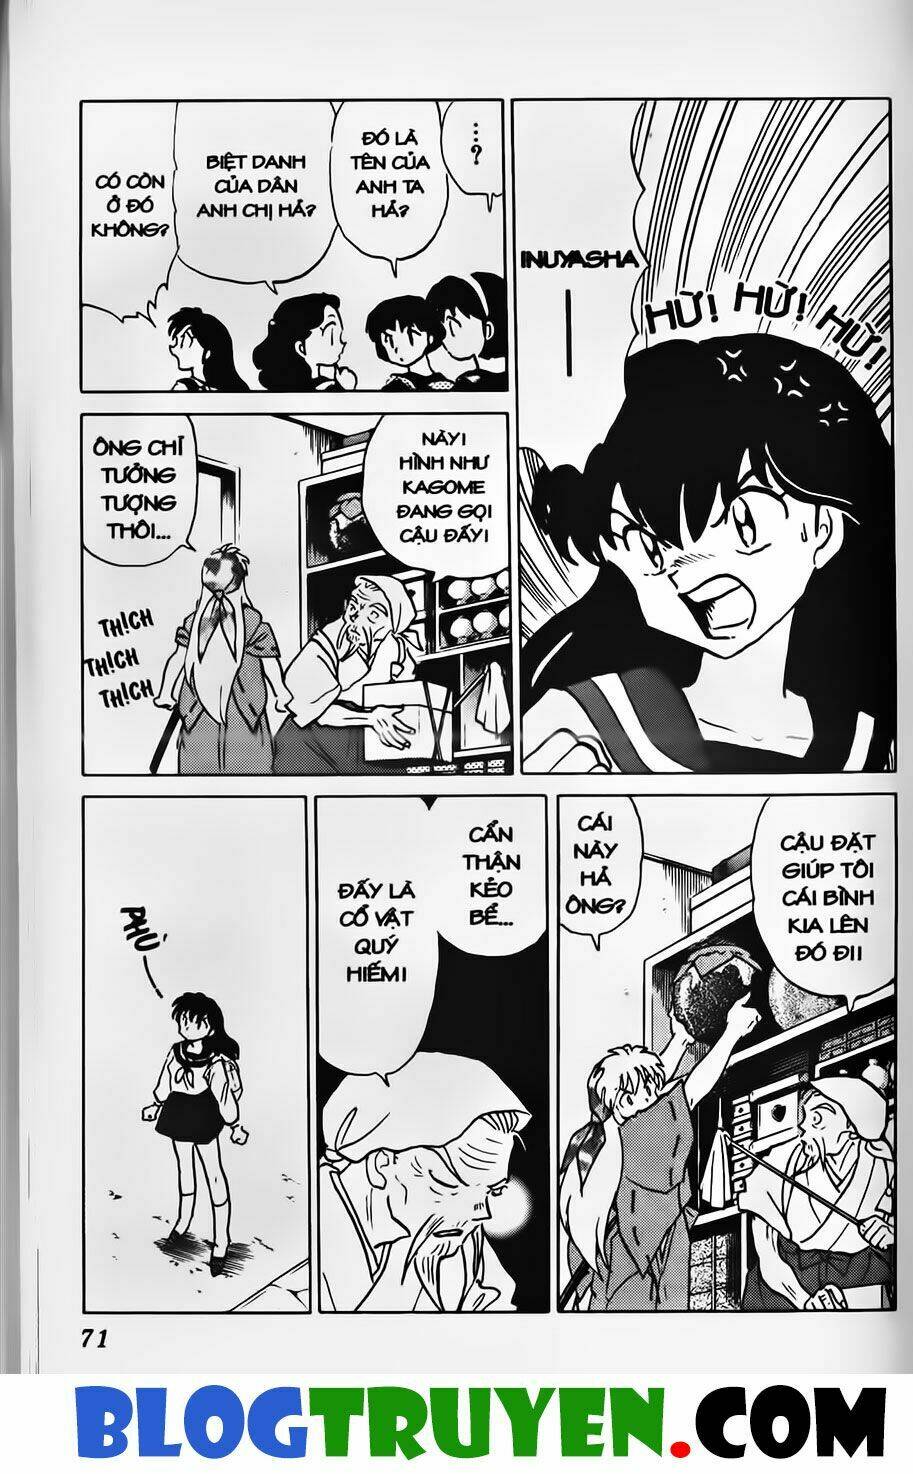 INUYASHA
HỪ! HỪ! HỪ!
...?
ĐÓ LÀ
TÊN CỦA
ANH TA
HẢ?
BIỆT DANH
CỦA DÂN
ANH CHỊ HẢ?
CÓ CÒN
Ở ĐÓ
KHÔNG?
NÀY!
HÌNH NHƯ
KAGOME
ĐANG GỌI
CẬU ĐẤY!
ÔNG CHỈ
TƯỞNG
TƯỢNG
THÔI...
THỊCH
THỊCH
THỊCH
CẬU ĐẶT
GIÚP TÔI
CÁI BÌNH
KIA LÊN
ĐÓ ĐI!
CÁI
NÀY
HẢ
ÔNG?
CẨN
THẬN
KẺO
BỂ...
ĐẤY LÀ
CỔ VẬT
QUÝ
HIẾM!
PHÙ
71
BLOGTRUYEN.COM